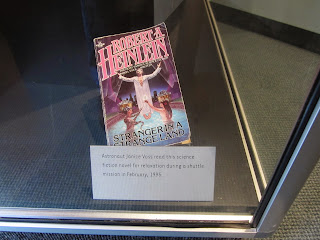 ROBERT A.
HEINLEIN
STRANGER IN A
STRANGE LAND
Astronaut Janice Voss read this science
fiction novel for relaxation during a shuttle
mission in February, 1995.